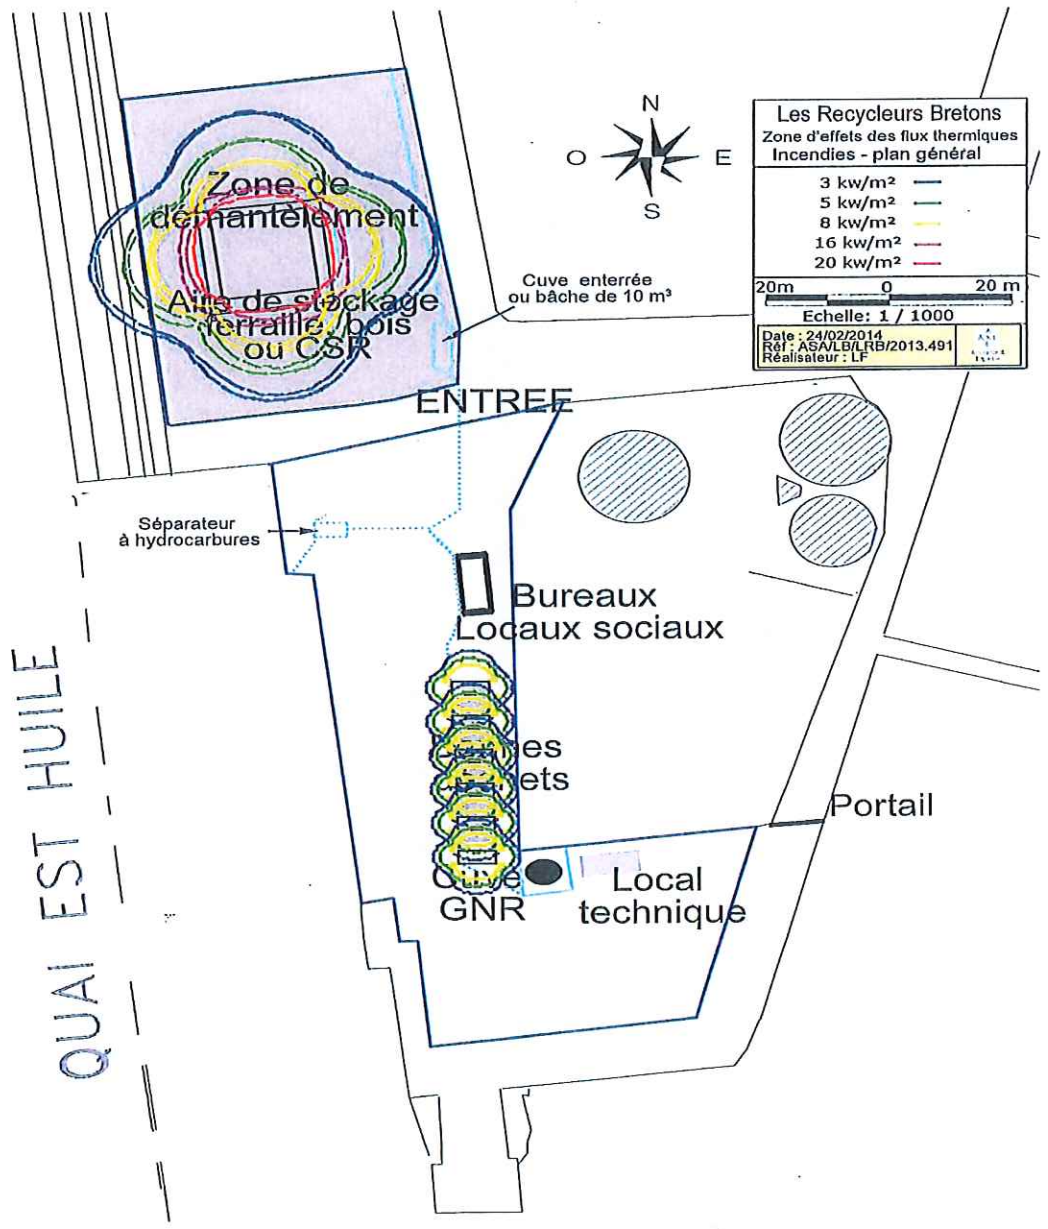 N
O
E
S
Les Recycleurs Bretons
Zone d'effets des flux thermiques
Incendies - plan général
3 kw/m²
5 kw/m²
8 kw/m²
16 kw/m²
20 kw/m²
20m 0 20 m
Echelle: 1 / 1000
Date : 24/02/2014
Réf : ASA/LB/LRB/2013.491
Réalisateur : LF
Zone de
démantèlement
Aire de stockage
ferraille, bois
ou CSR
Cuve enterrée
ou bâche de 10 m³
ENTREE
Séparateur
à hydrocarbures
Bureaux
Locaux sociaux
Portail
Cuve
GNR
Local
technique
QUAI EST HUILE